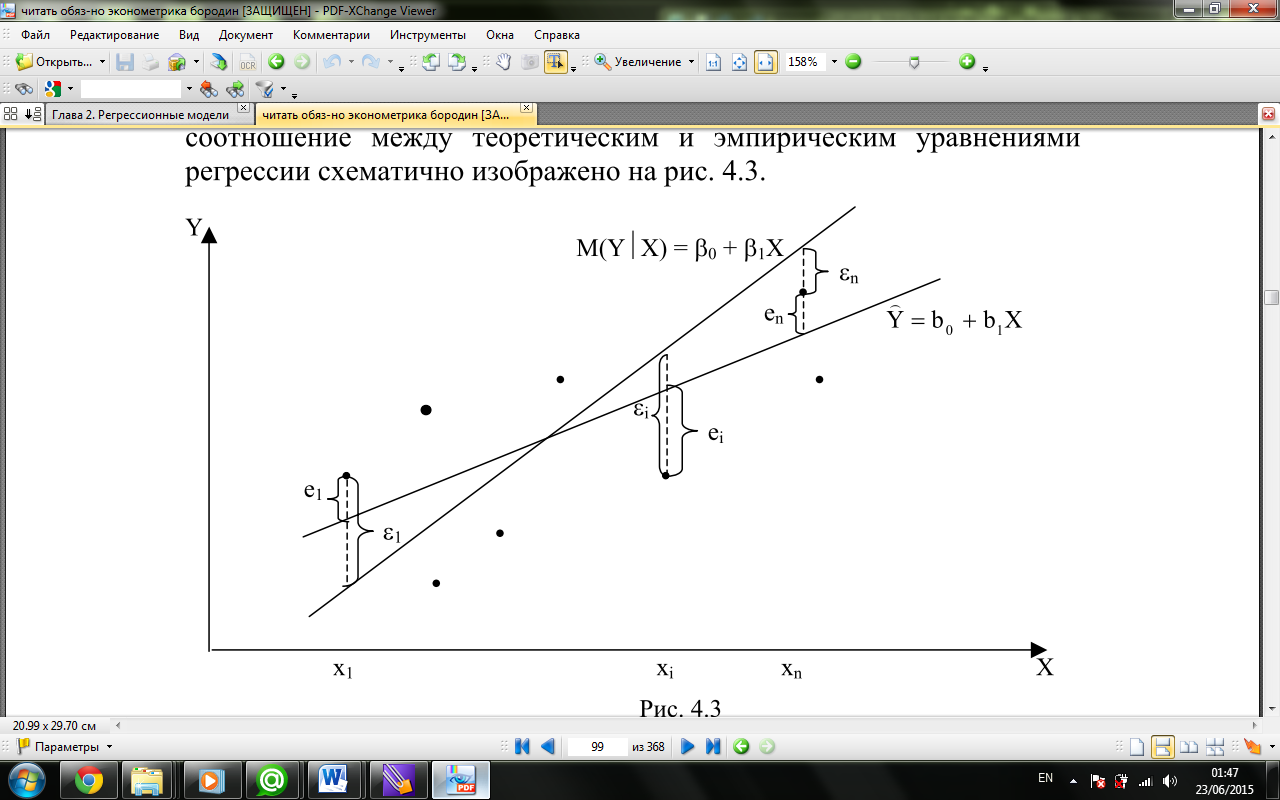 читать обяз-но эконометрика бородин [ЗАЩИЩЕН] - PDF-XChange Viewer
Файл Редактирование Вид Документ Комментарии Инструменты Окна Справка
Открыть... OCR Увеличение 158%
Глава 2. Регрессионные модели читать обяз-но эконометрика бородин [ЗА...
соотношение между теоретическим и эмпирическим уравнениями
регрессии схематично изображено на рис. 4.3.
Y
M(Y│X) = β₀ + β₁X
εₙ
eₙ
Ŷ = b₀ + b₁X
εᵢ
eᵢ
e₁
ε₁
x₁ xᵢ xₙ X
Рис. 4.3
20.99 x 29.70 см
Параметры 99 из 368
EN 01:47
23/06/2015